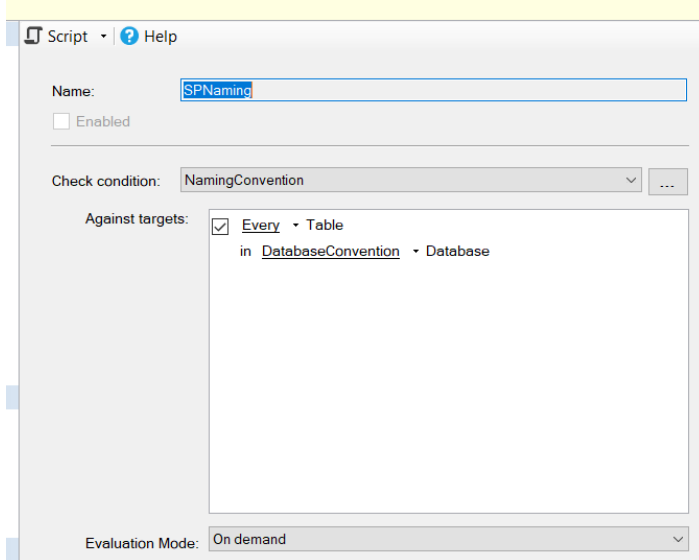 Script Help
Name: SPNaming
Enabled
Check condition: NamingConvention ...
Against targets: Every Table
in DatabaseConvention Database
Evaluation Mode: On demand